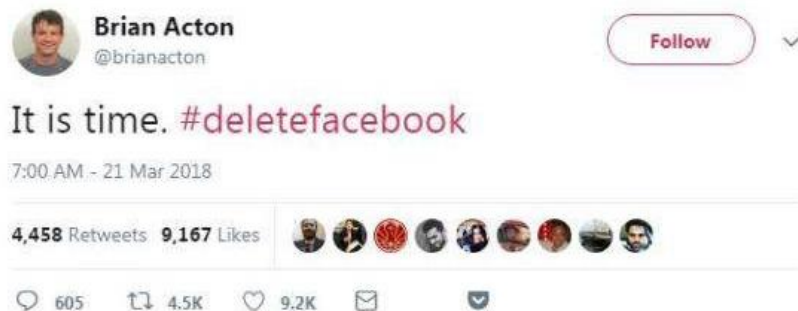 Brian Acton
@brianacton
Follow
It is time. #deletefacebook
7:00 AM - 21 Mar 2018
4,458 Retweets 9,167 Likes
605 4.5K 9.2K